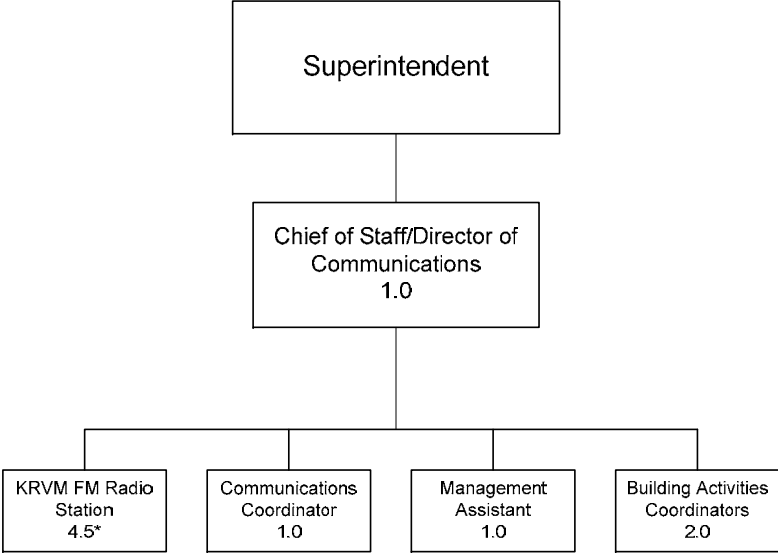 Superintendent
Chief of Staff/Director of
Communications
1.0
KRVM FM Radio
Station
4.5*
Communications
Coordinator
1.0
Management
Assistant
1.0
Building Activities
Coordinators
2.0